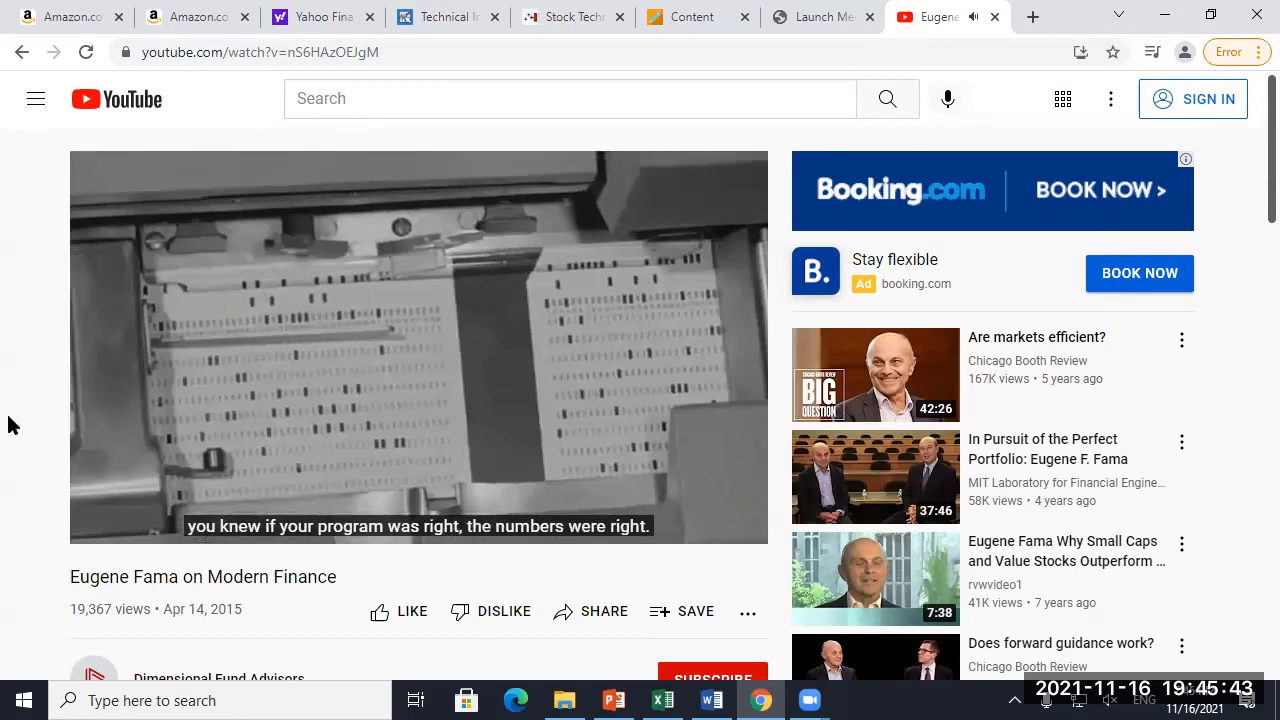 Amazon.co
Amazon.co
Yahoo Fina
Technical In
Stock Tech
Content
Launch Me
Eugene
youtube.com/watch?v=nS6HAzOEJgM
Error
YouTube
Search
SIGN IN
Booking.com
BOOK NOW >
B.
Stay flexible
Ad booking.com
BOOK NOW
you knew if your program was right, the numbers were right.
Eugene Fama on Modern Finance
19,367 views • Apr 14, 2015
LIKE
DISLIKE
SHARE
SAVE
SUBSCRIBE
CHICAGO BOOTH REVIEW
BIG
QUESTION
42:26
Are markets efficient?
Chicago Booth Review
167K views • 5 years ago
37:46
In Pursuit of the Perfect
Portfolio: Eugene F. Fama
MIT Laboratory for Financial Engine...
58K views • 4 years ago
7:38
Eugene Fama Why Small Caps
and Value Stocks Outperform ...
rvwvideo1
41K views • 7 years ago
Does forward guidance work?
Chicago Booth Review
Type here to search
2021-11-16 19:45:43
ENG
11/16/2021